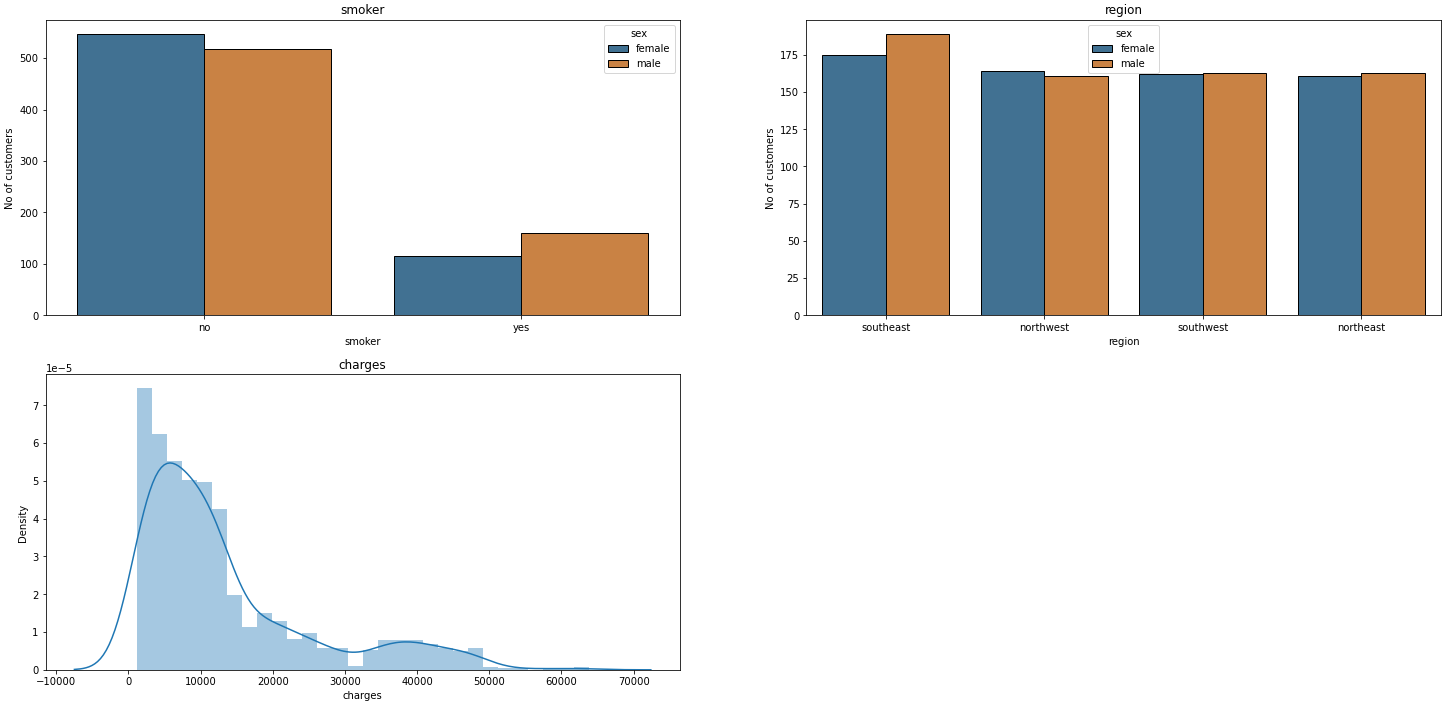 smoker
500
400
300
200
100
0
No of customers
no
yes
smoker
sex
female
male
region
175
150
125
100
75
50
25
0
No of customers
southeast
northwest
southwest
northeast
region
sex
female
male
charges
1e−5
7
6
5
4
3
2
1
0
Density
−10000
0
10000
20000
30000
40000
50000
60000
70000
charges